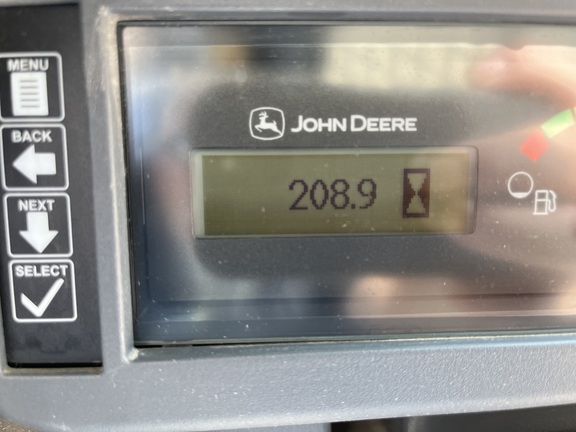 MENU
BACK
NEXT
SELECT
JOHN DEERE
208.9